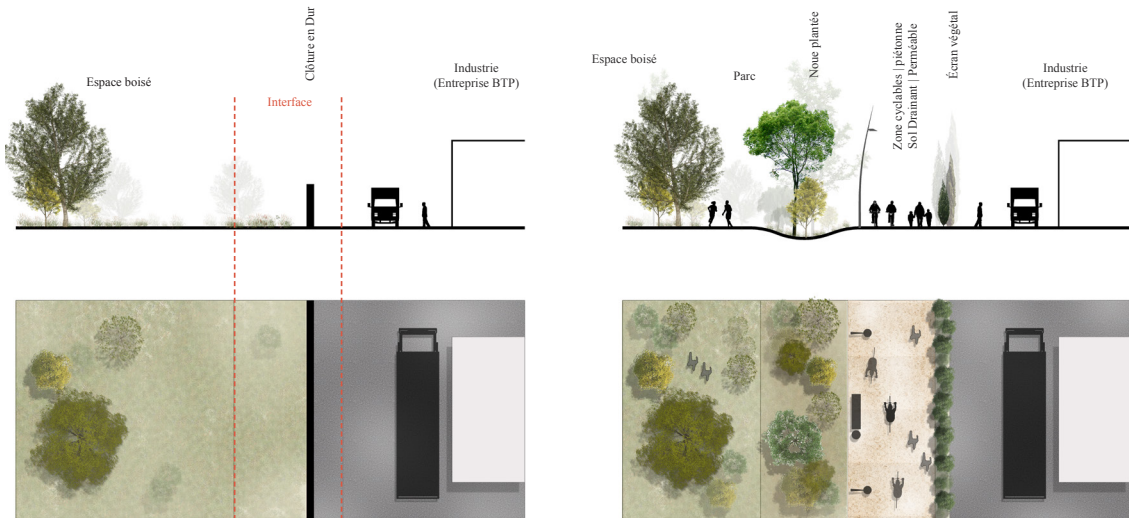 Espace boisé
Interface
Clôture en Dur
Industrie
(Entreprise BTP)
Espace boisé
Parc
Noue plantée
Zone cyclables | piétonne
Sol Drainant | Perméable
Écran végétal
Industrie
(Entreprise BTP)